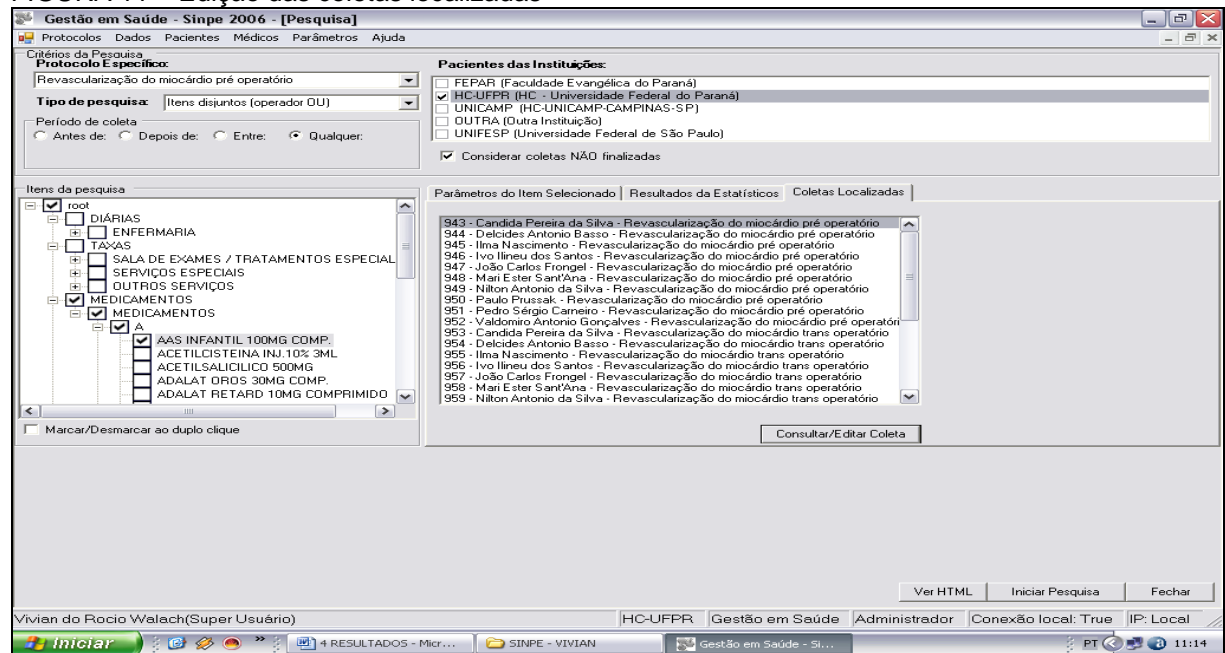 Gestão em Saúde - Sinpe 2006 - [Pesquisa]
Protocolos Dados Pacientes Médicos Parâmetros Ajuda
Critérios da Pesquisa
Protocolo Específico:
Revascularização do miocárdio pré operatório
Tipo de pesquisa: Itens disjuntos (operador OU)
Período de coleta
Antes de: Depois de: Entre: Qualquer:
Pacientes das Instituições:
FEPAR (Faculdade Evangélica do Paraná)
HC-UFPR (HC - Universidade Federal do Paraná)
UNICAMP (HC-UNICAMP-CAMPINAS-SP)
OUTRA (Outra Instituição)
UNIFESP (Universidade Federal de São Paulo)
Considerar coletas NÃO finalizadas
Itens da pesquisa
root
DIÁRIAS
ENFERMARIA
TAXAS
SALA DE EXAMES / TRATAMENTOS ESPECIAL
SERVIÇOS ESPECIAIS
OUTROS SERVIÇOS
MEDICAMENTOS
MEDICAMENTOS
A
AAS INFANTIL 100MG COMP.
ACETILCISTEINA INJ.10% 3ML
ACETILSALICILICO 500MG
ADALAT OROS 30MG COMP.
ADALAT RETARD 10MG COMPRIMIDO
Marcar/Desmarcar ao duplo clique
Parâmetros do Item Selecionado Resultados da Estatísticos Coletas Localizadas
943 - Candida Pereira da Silva - Revascularização do miocárdio pré operatório
944 - Delcides Antonio Basso - Revascularização do miocárdio pré operatório
945 - Ilma Nascimento - Revascularização do miocárdio pré operatório
946 - Ivo Ilineu dos Santos - Revascularização do miocárdio pré operatório
947 - João Carlos Frongel - Revascularização do miocárdio pré operatório
948 - Mari Ester Sant'Ana - Revascularização do miocárdio pré operatório
949 - Nilton Antonio da Silva - Revascularização do miocárdio pré operatório
950 - Paulo Prussak - Revascularização do miocárdio pré operatório
951 - Pedro Sérgio Carneiro - Revascularização do miocárdio pré operatório
952 - Valdomiro Antonio Gonçalves - Revascularização do miocárdio pré operatóri
953 - Candida Pereira da Silva - Revascularização do miocárdio trans operatório
954 - Delcides Antonio Basso - Revascularização do miocárdio trans operatório
955 - Ilma Nascimento - Revascularização do miocárdio trans operatório
956 - Ivo Ilineu dos Santos - Revascularização do miocárdio trans operatório
957 - João Carlos Frongel - Revascularização do miocárdio trans operatório
958 - Mari Ester Sant'Ana - Revascularização do miocárdio trans operatório
959 - Nilton Antonio da Silva - Revascularização do miocárdio trans operatório
Consultar/Editar Coleta
Ver HTML Iniciar Pesquisa Fechar
Vivian do Rocio Walach(Super Usuário) HC-UFPR Gestão em Saúde Administrador Conexão local: True IP: Local
Iniciar 4 RESULTADOS - Micr... SINPE - VIVIAN Gestão em Saúde - Si... PT 11:14